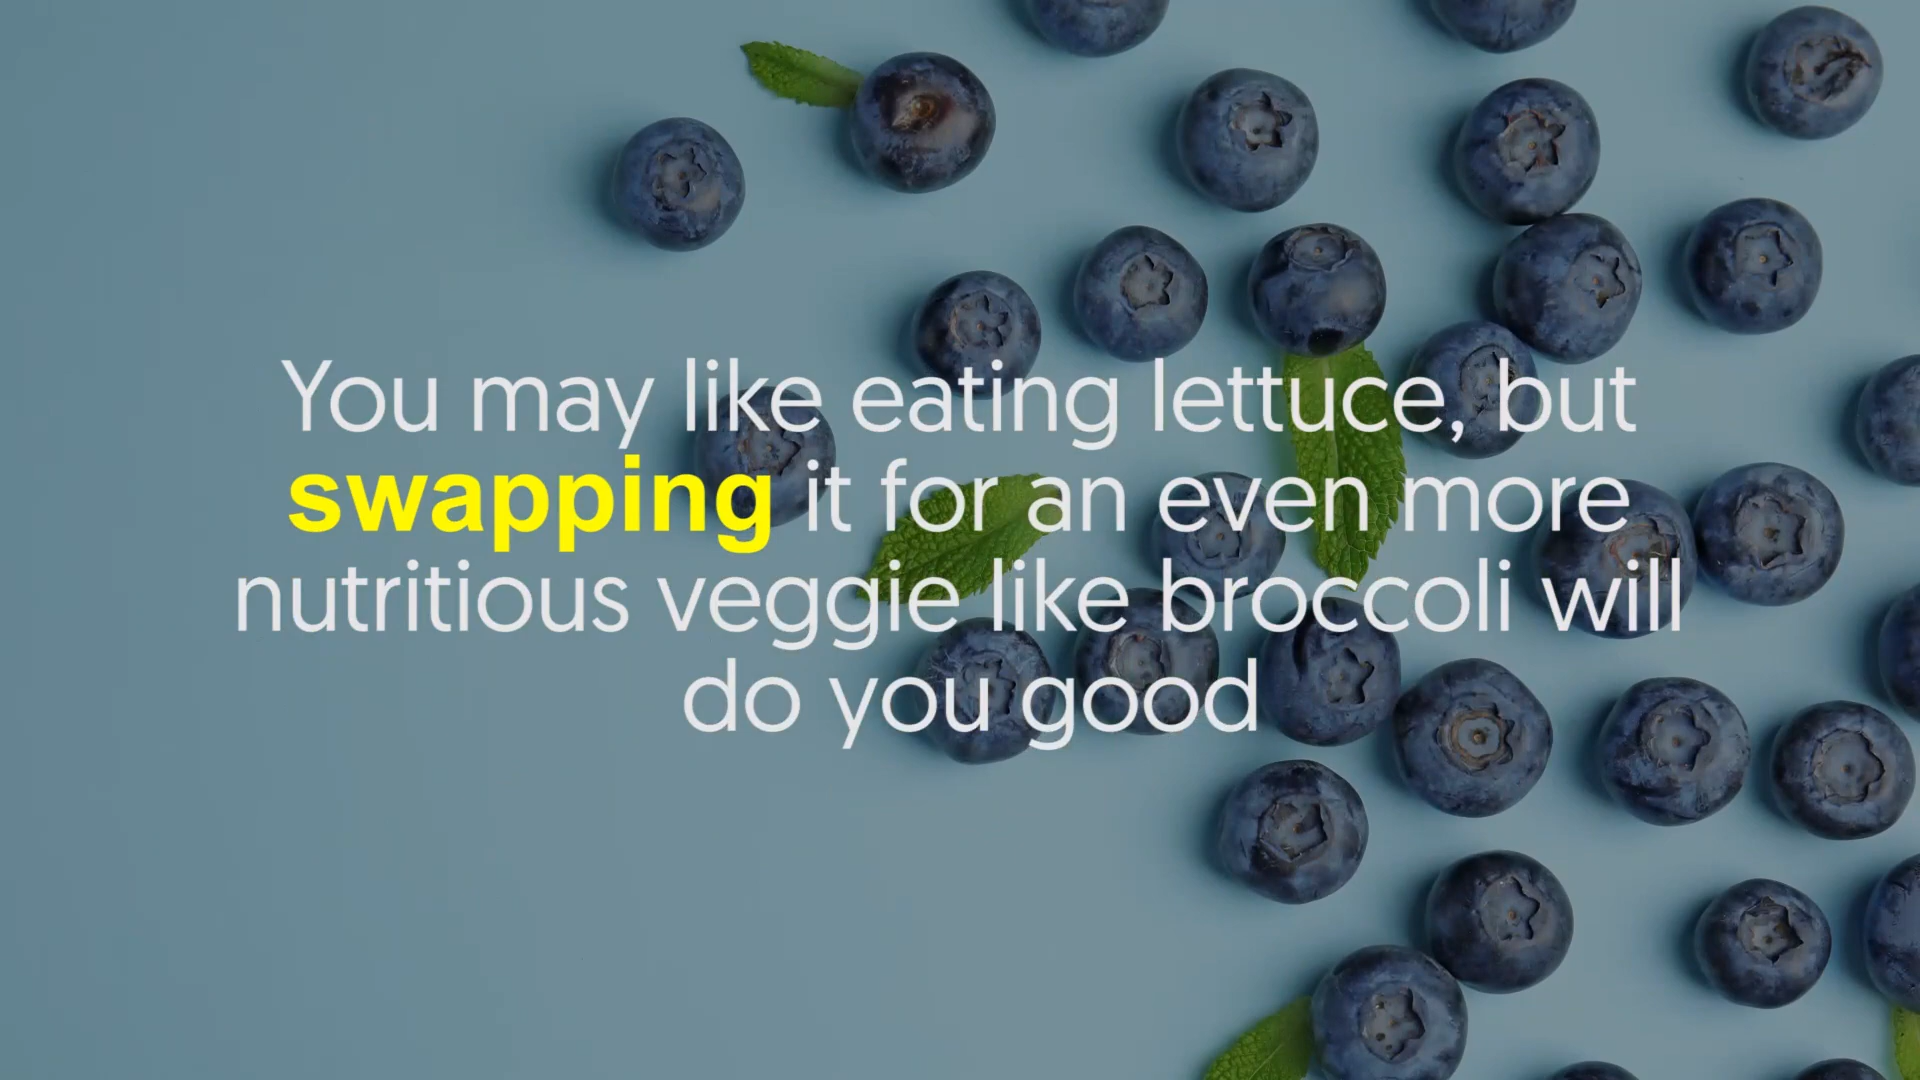 You may like eating lettuce, but
swapping it for an even more
nutritious veggie like broccoli will
do you good